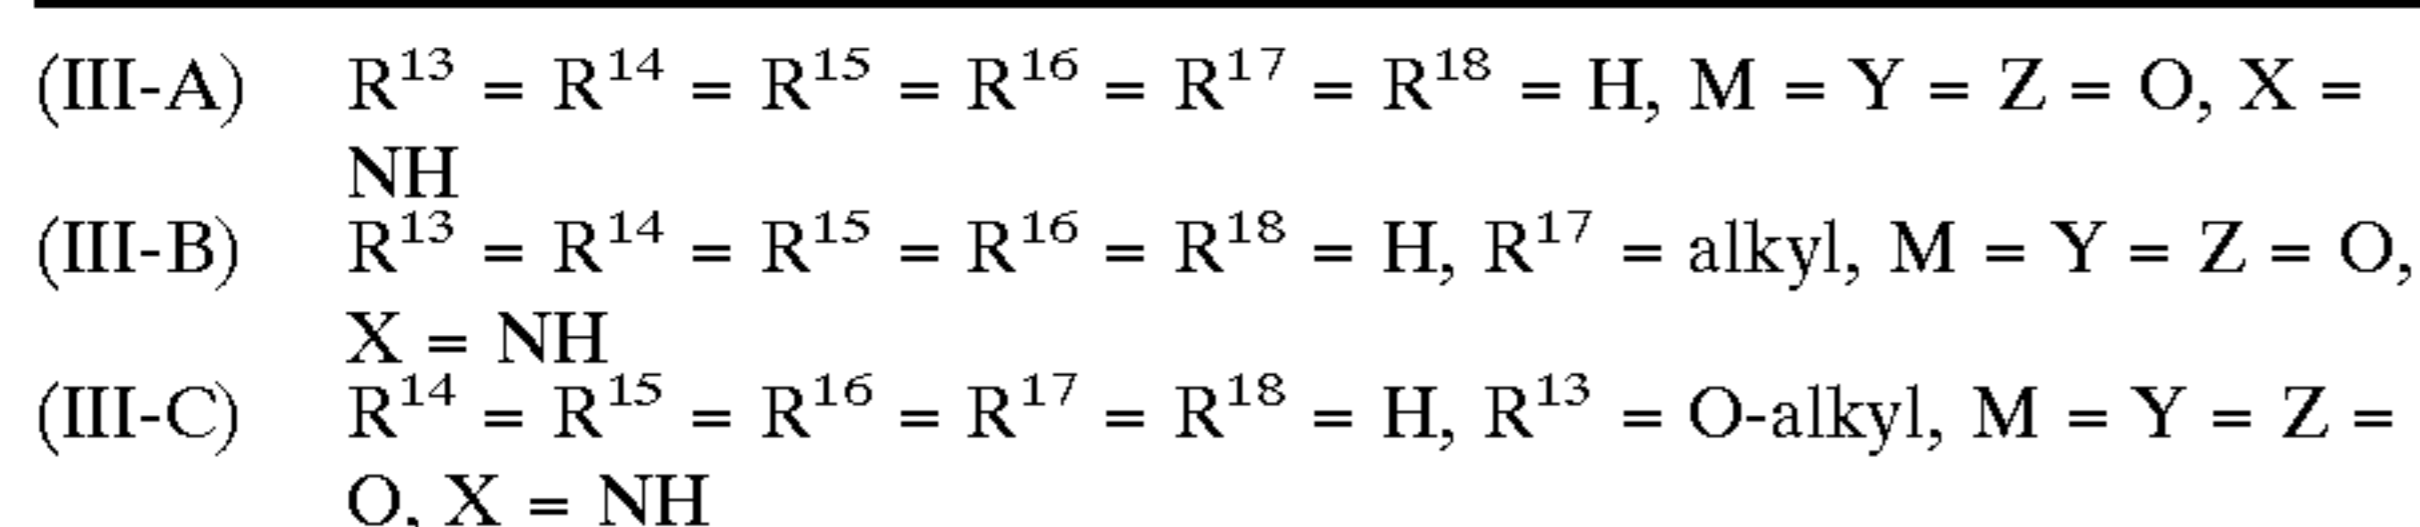 (III-A) R¹³ = R¹⁴ = R¹⁵ = R¹⁶ = R¹⁷ = R¹⁸ = H, M = Y = Z = O, X =
NH
(III-B) R¹³ = R¹⁴ = R¹⁵ = R¹⁶ = R¹⁸ = H, R¹⁷ = alkyl, M = Y = Z = O,
X = NH
(III-C) R¹⁴ = R¹⁵ = R¹⁶ = R¹⁷ = R¹⁸ = H, R¹³ = O-alkyl, M = Y = Z =
O, X = NH